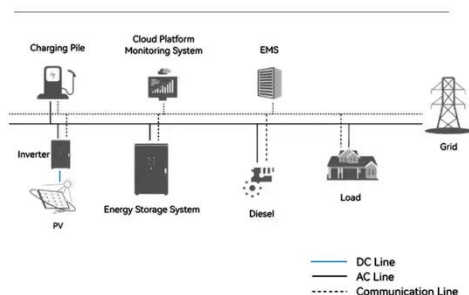 Charging Pile
Cloud Platform
Monitoring System
EMS
Grid
Inverter
PV
Energy Storage System
Diesel
Load
DC Line
AC Line
Communication Line